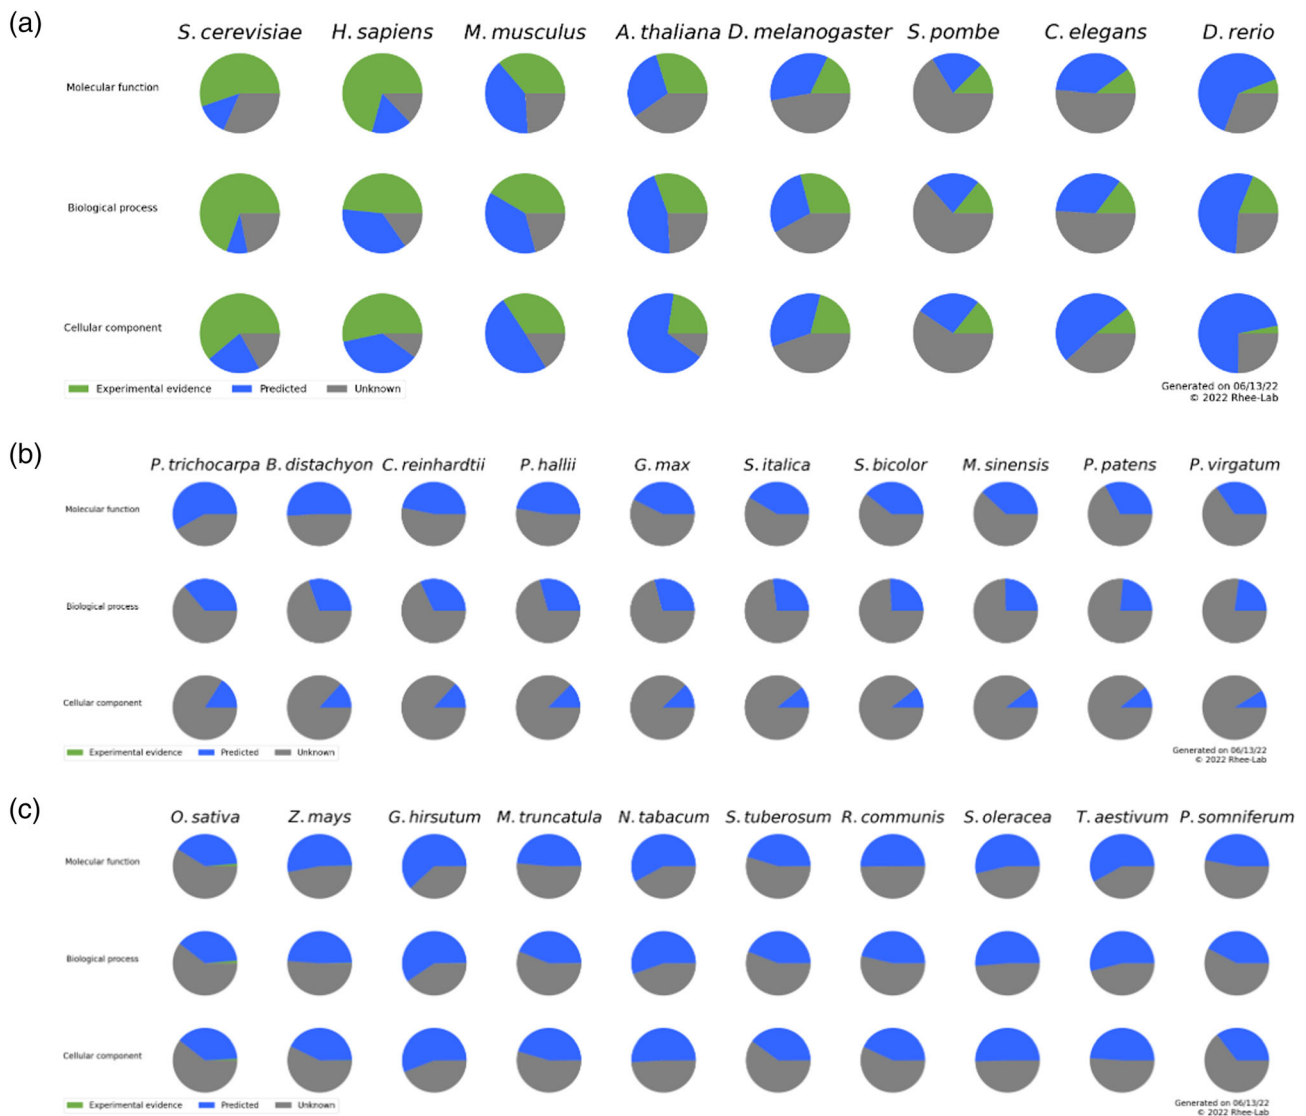 (a)
S. cerevisiae H. sapiens M. musculus A. thaliana D. melanogaster S. pombe C. elegans D. rerio
Molecular function
Biological process
Cellular component
Experimental evidence Predicted Unknown
Generated on 06/13/22
© 2022 Rhee-Lab
(b)
P. trichocarpa B. distachyon C. reinhardtii P. hallii G. max S. italica S. bicolor M. sinensis P. patens P. virgatum
Molecular function
Biological process
Cellular component
Experimental evidence Predicted Unknown
Generated on 06/13/22
© 2022 Rhee-Lab
(c)
O. sativa Z. mays G. hirsutum M. truncatula N. tabacum S. tuberosum R. communis S. oleracea T. aestivum P. somniferum
Molecular function
Biological process
Cellular component
Experimental evidence Predicted Unknown
Generated on 06/13/22
© 2022 Rhee-Lab